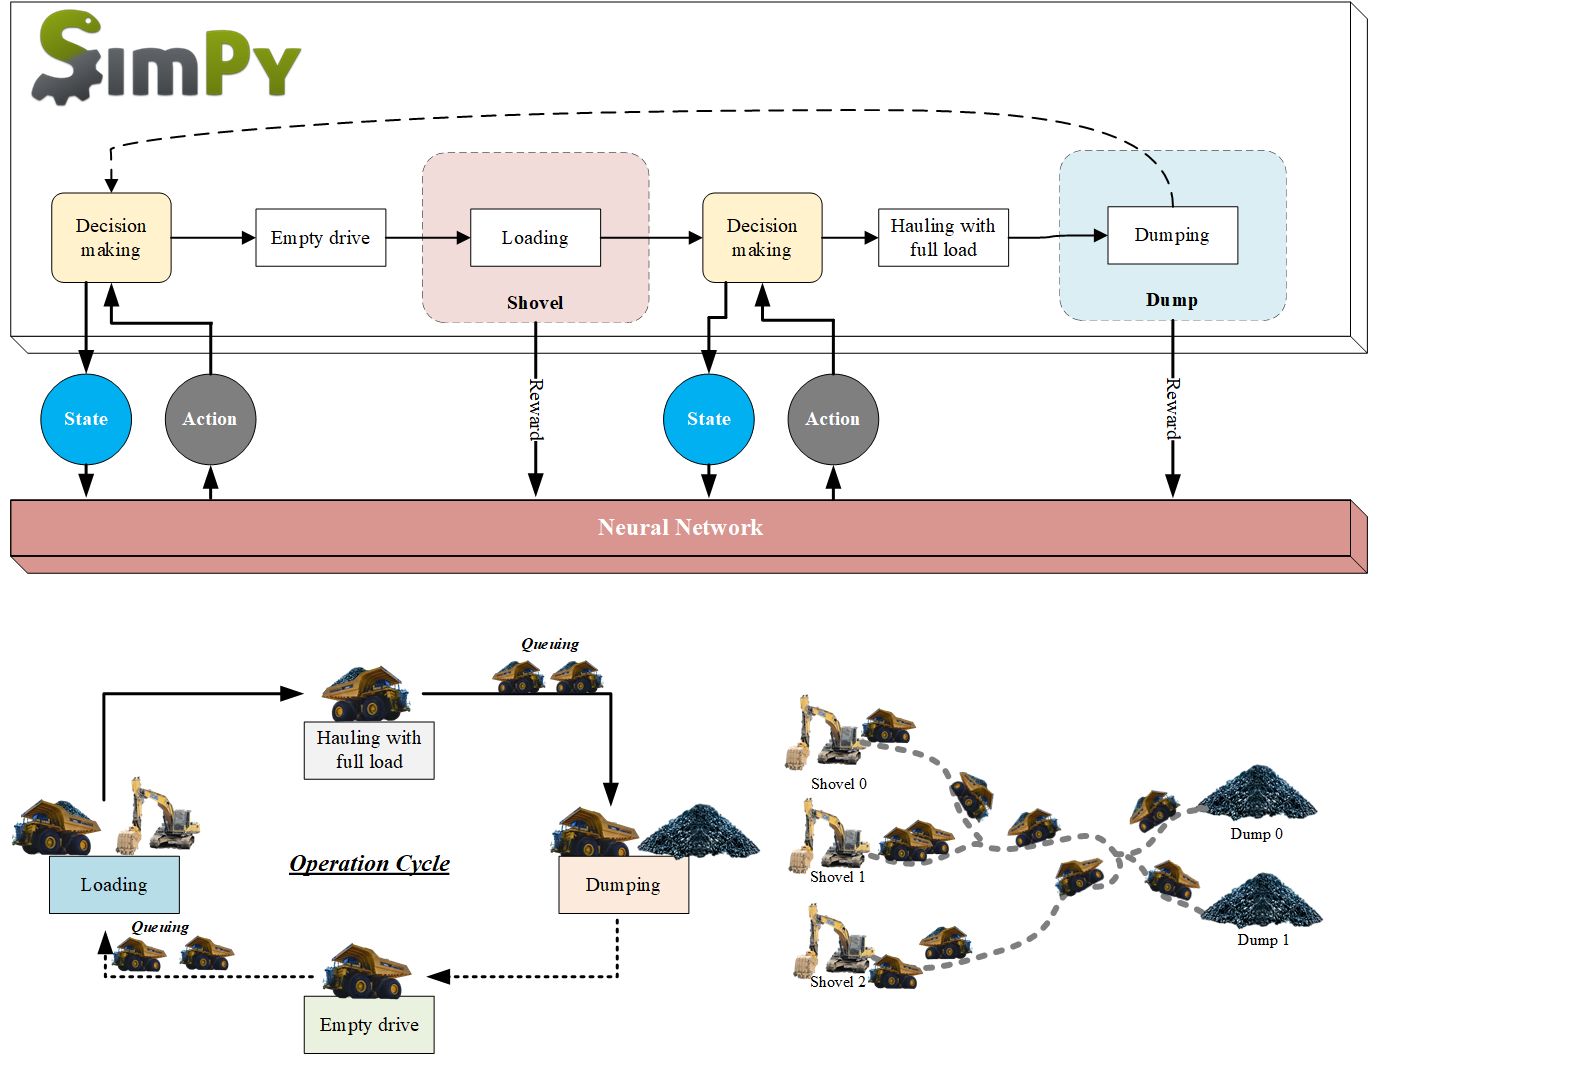 SimPy
Decision
making
Empty drive
Loading
Shovel
Decision
making
Hauling with
full load
Dumping
Dump
State
Action
Reward
State
Action
Reward
Neural Network
Queuing
Hauling with
full load
Loading
Operation Cycle
Dumping
Queuing
Empty drive
Shovel 0
Shovel 1
Shovel 2
Dump 0
Dump 1